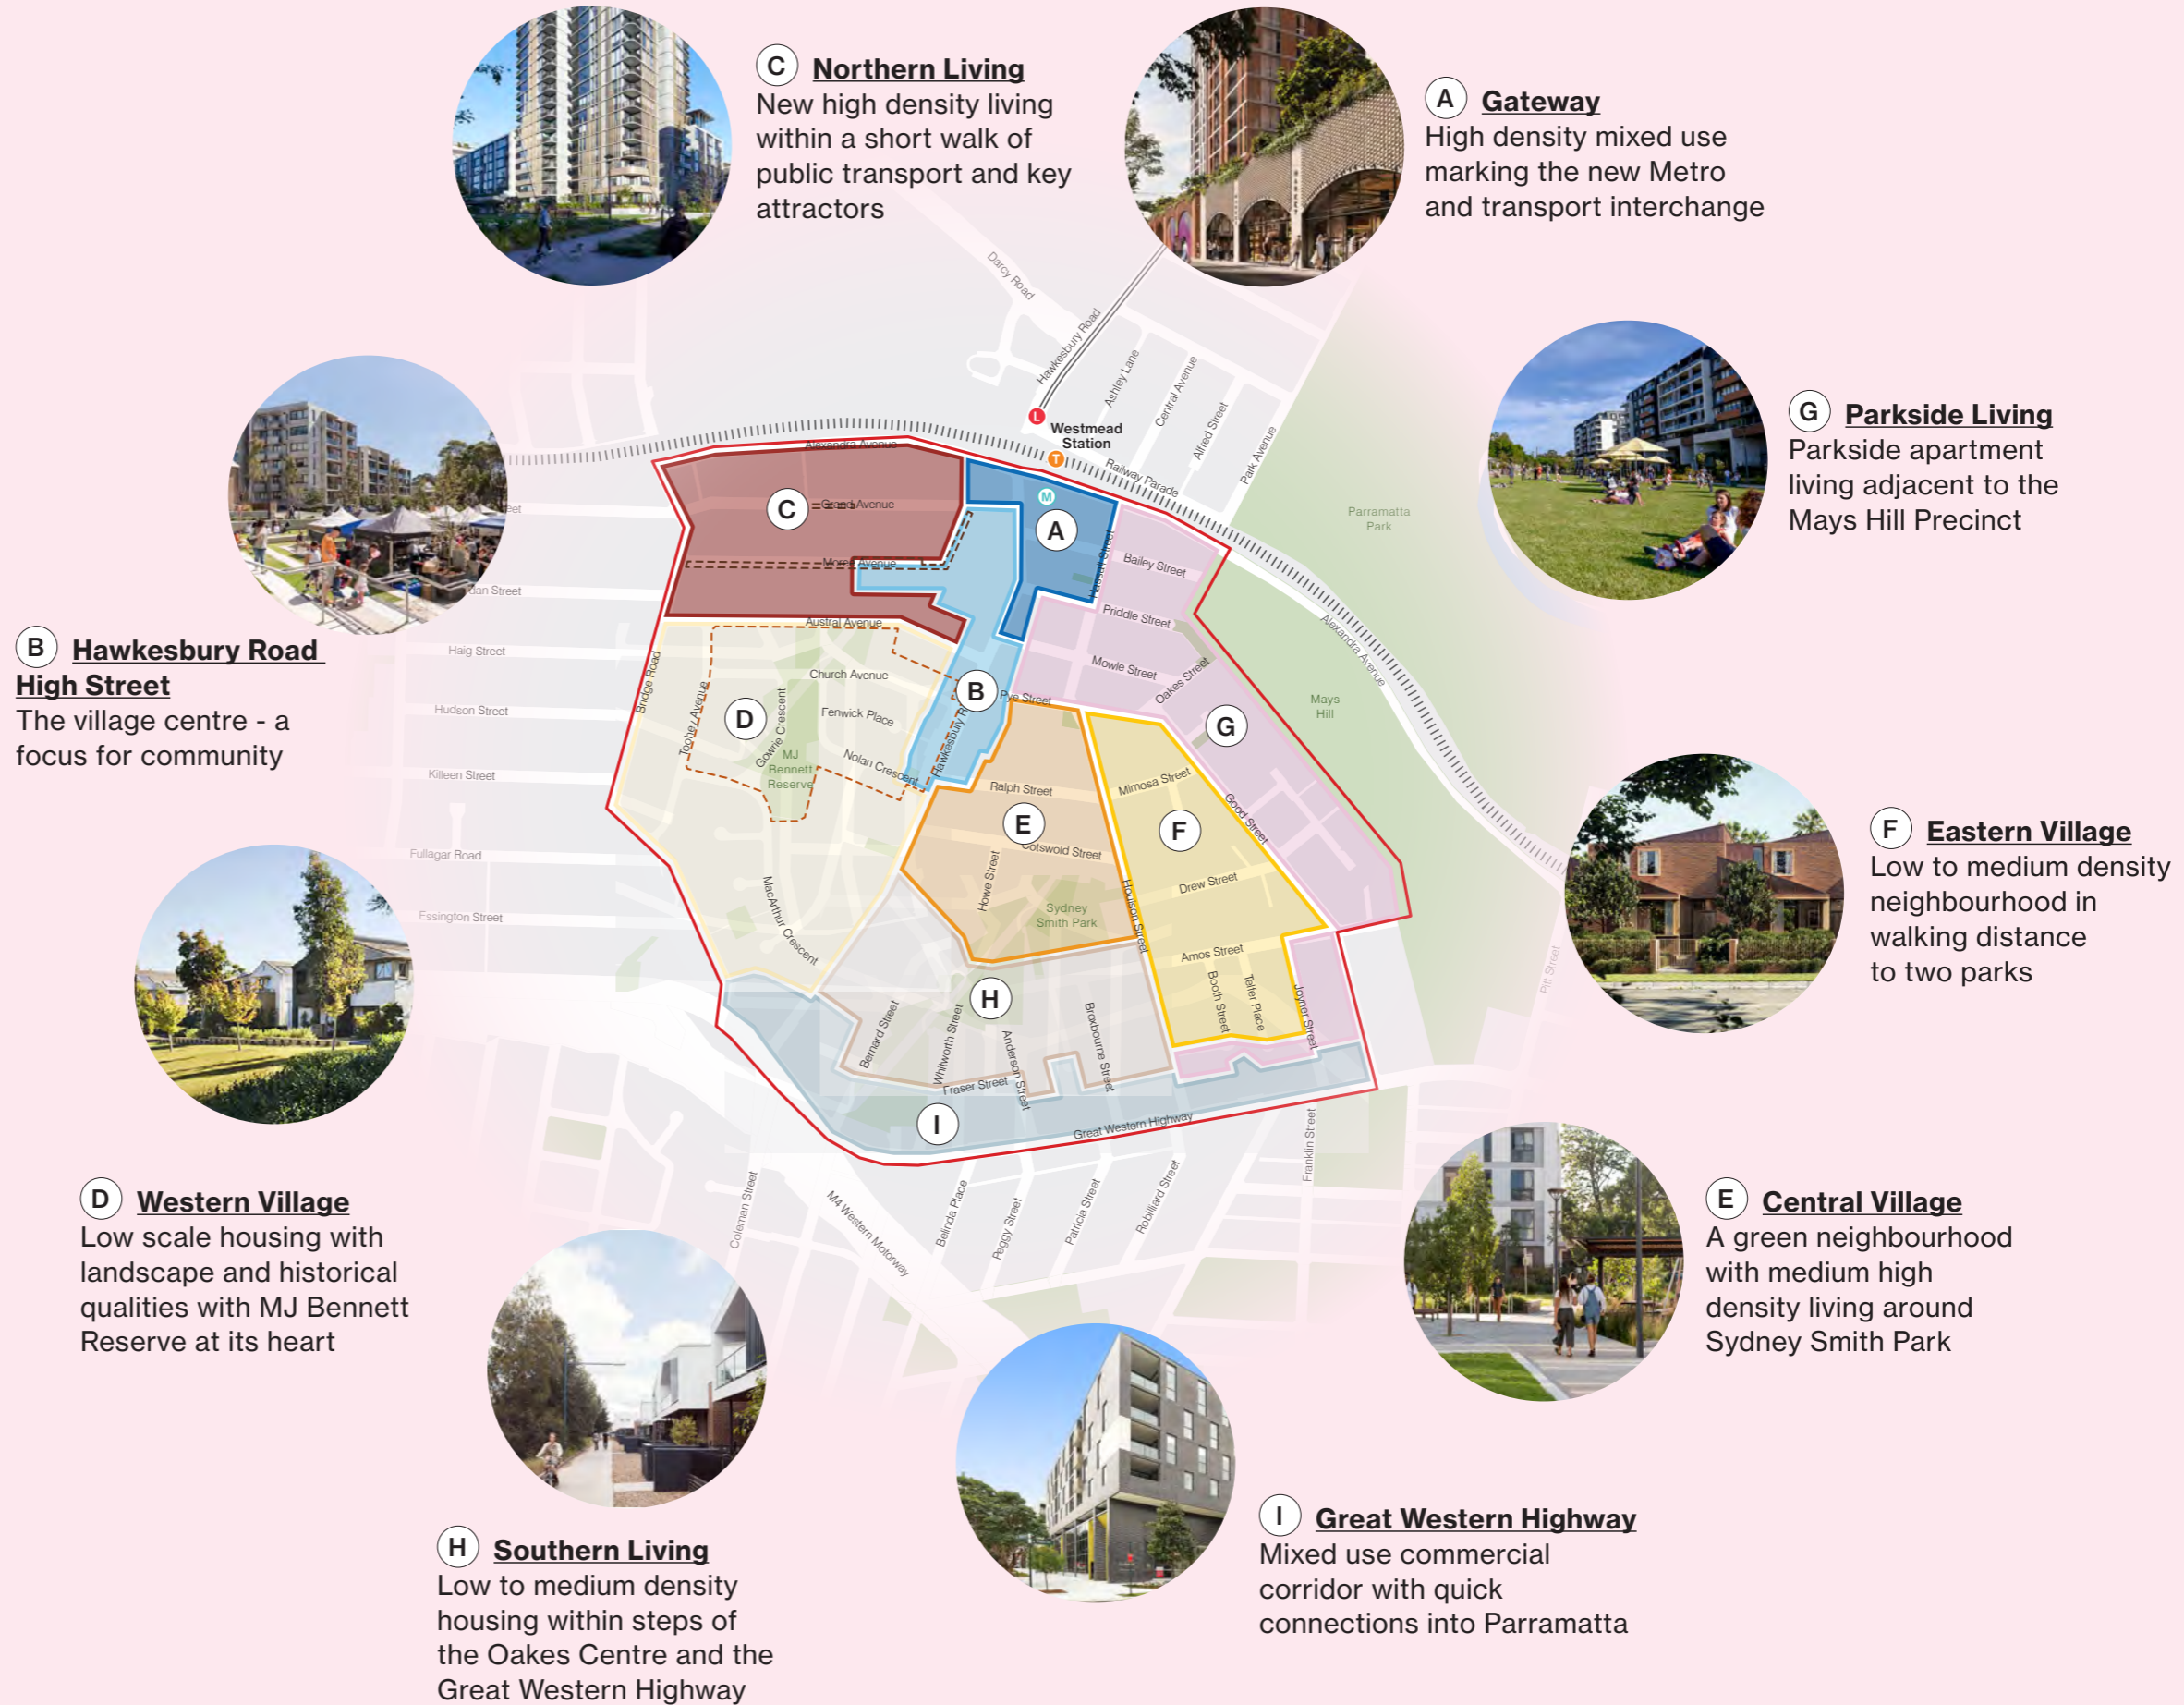 C Northern Living
New high density living
within a short walk of
public transport and key
attractors
A Gateway
High density mixed use
marking the new Metro
and transport interchange
G Parkside Living
Parkside apartment
living adjacent to the
Mays Hill Precinct
B Hawkesbury Road
High Street
The village centre - a
focus for community
F Eastern Village
Low to medium density
neighbourhood in
walking distance
to two parks
D Western Village
Low scale housing with
landscape and historical
qualities with MJ Bennett
Reserve at its heart
E Central Village
A green neighbourhood
with medium high
density living around
Sydney Smith Park
H Southern Living
Low to medium density
housing within steps of
the Oakes Centre and the
Great Western Highway
I Great Western Highway
Mixed use commercial
corridor with quick
connections into Parramatta
Darcy Road
Hawkesbury Road
Ashley Lane
Central Avenue
Alfred Street
Park Avenue
L
Westmead
Station
T
Railway Parade
M
Alexandra Avenue
C
Grand Avenue
A
Parramatta
Park
Moree Avenue
Hassall Street
Bailey Street
Priddle Street
Austral Avenue
Alexandra Avenue
Haig Street
Bridge Road
Church Avenue
Mowle Street
Oakes Street
Hudson Street
Toohey Avenue
D
Gowrie Crescent
Fenwick Place
B
Pye Street
Mays
Hill
G
Killeen Street
MJ
Bennett
Reserve
Nolan Crescent
Ralph Street
Mimosa Street
Good Street
E
F
Fullagar Road
Cotswold Street
Howe Street
Drew Street
Houison Street
MacArthur Crescent
Essington Street
Sydney
Smith Park
Amos Street
Pitt Street
H
Booth Street
Telfer Place
Joyner Street
Bernard Street
Whitworth Street
Anderson Street
Broxbourne Street
Fraser Street
I
Great Western Highway
Franklin Street
Coleman Street
M4 Western Motorway
Belinda Place
Peggy Street
Patricia Street
Robilliard Street